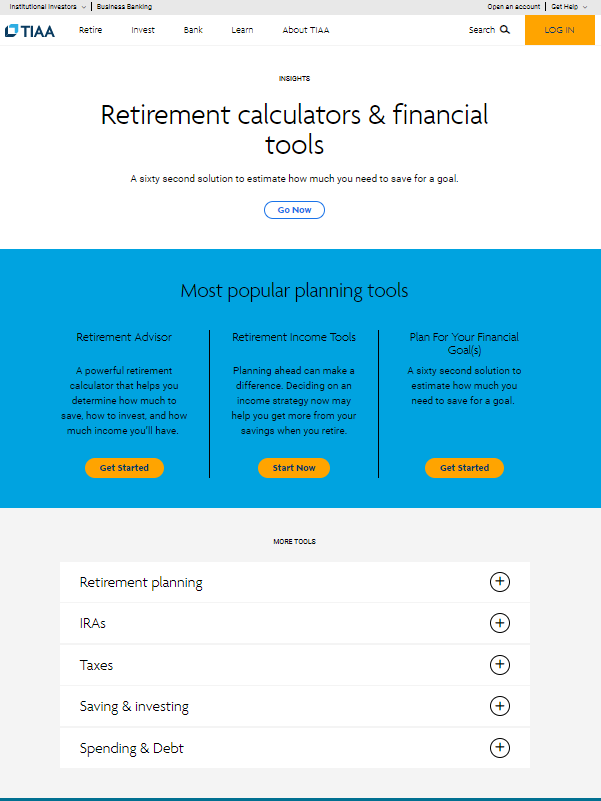 Institutional Investors
Business Banking
Open an account
Get Help
TIAA
Retire
Invest
Bank
Learn
About TIAA
Search
LOG IN
INSIGHTS
Retirement calculators & financial
tools
A sixty second solution to estimate how much you need to save for a goal.
Go Now
Most popular planning tools
Retirement Advisor
A powerful retirement
calculator that helps you
determine how much to
save, how to invest, and how
much income you'll have.
Get Started
Retirement Income Tools
Planning ahead can make a
difference. Deciding on an
income strategy now may
help you get more from your
savings when you retire.
Start Now
Plan For Your Financial
Goal(s)
A sixty second solution to
estimate how much you
need to save for a goal.
Get Started
MORE TOOLS
Retirement planning
IRAs
Taxes
Saving & investing
Spending & Debt